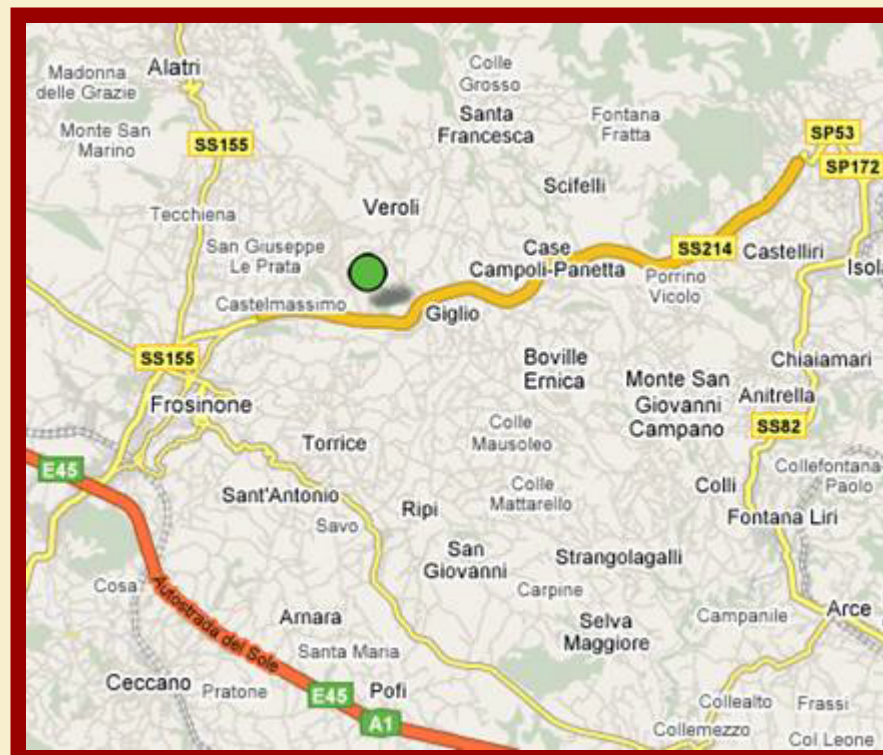 Colle
Grosso
Alatri
Madonna
delle Grazie
Santa
Francesca
Fontana
Fratta
Monte San
Marino
SS155
SP53
SP172
Scifelli
Veroli
Tecchiena
San Giuseppe
Le Prata
Case
Campoli-Panetta
SS214
Castelliri
Isola
Porrino
Vicolo
Castelmassimo
Giglio
SS155
Boville
Ernica
Chiaiamari
Monte San
Giovanni
Campano
Anitrella
Frosinone
Colle
Mausoleo
SS82
Torrice
E45
Collefontana
Paolo
Colle
Mattarello
Colli
Sant'Antonio
Ripi
Savo
Fontana Liri
San
Giovanni
Strangolagalli
Cosa
Autostrada del Sole
Carpine
Arnara
Selva
Maggiore
Campanile
Arce
Santa Maria
Ceccano
Pratone
E45
Pofi
A1
Collealto
Frassi
Collemezzo
Col Leone